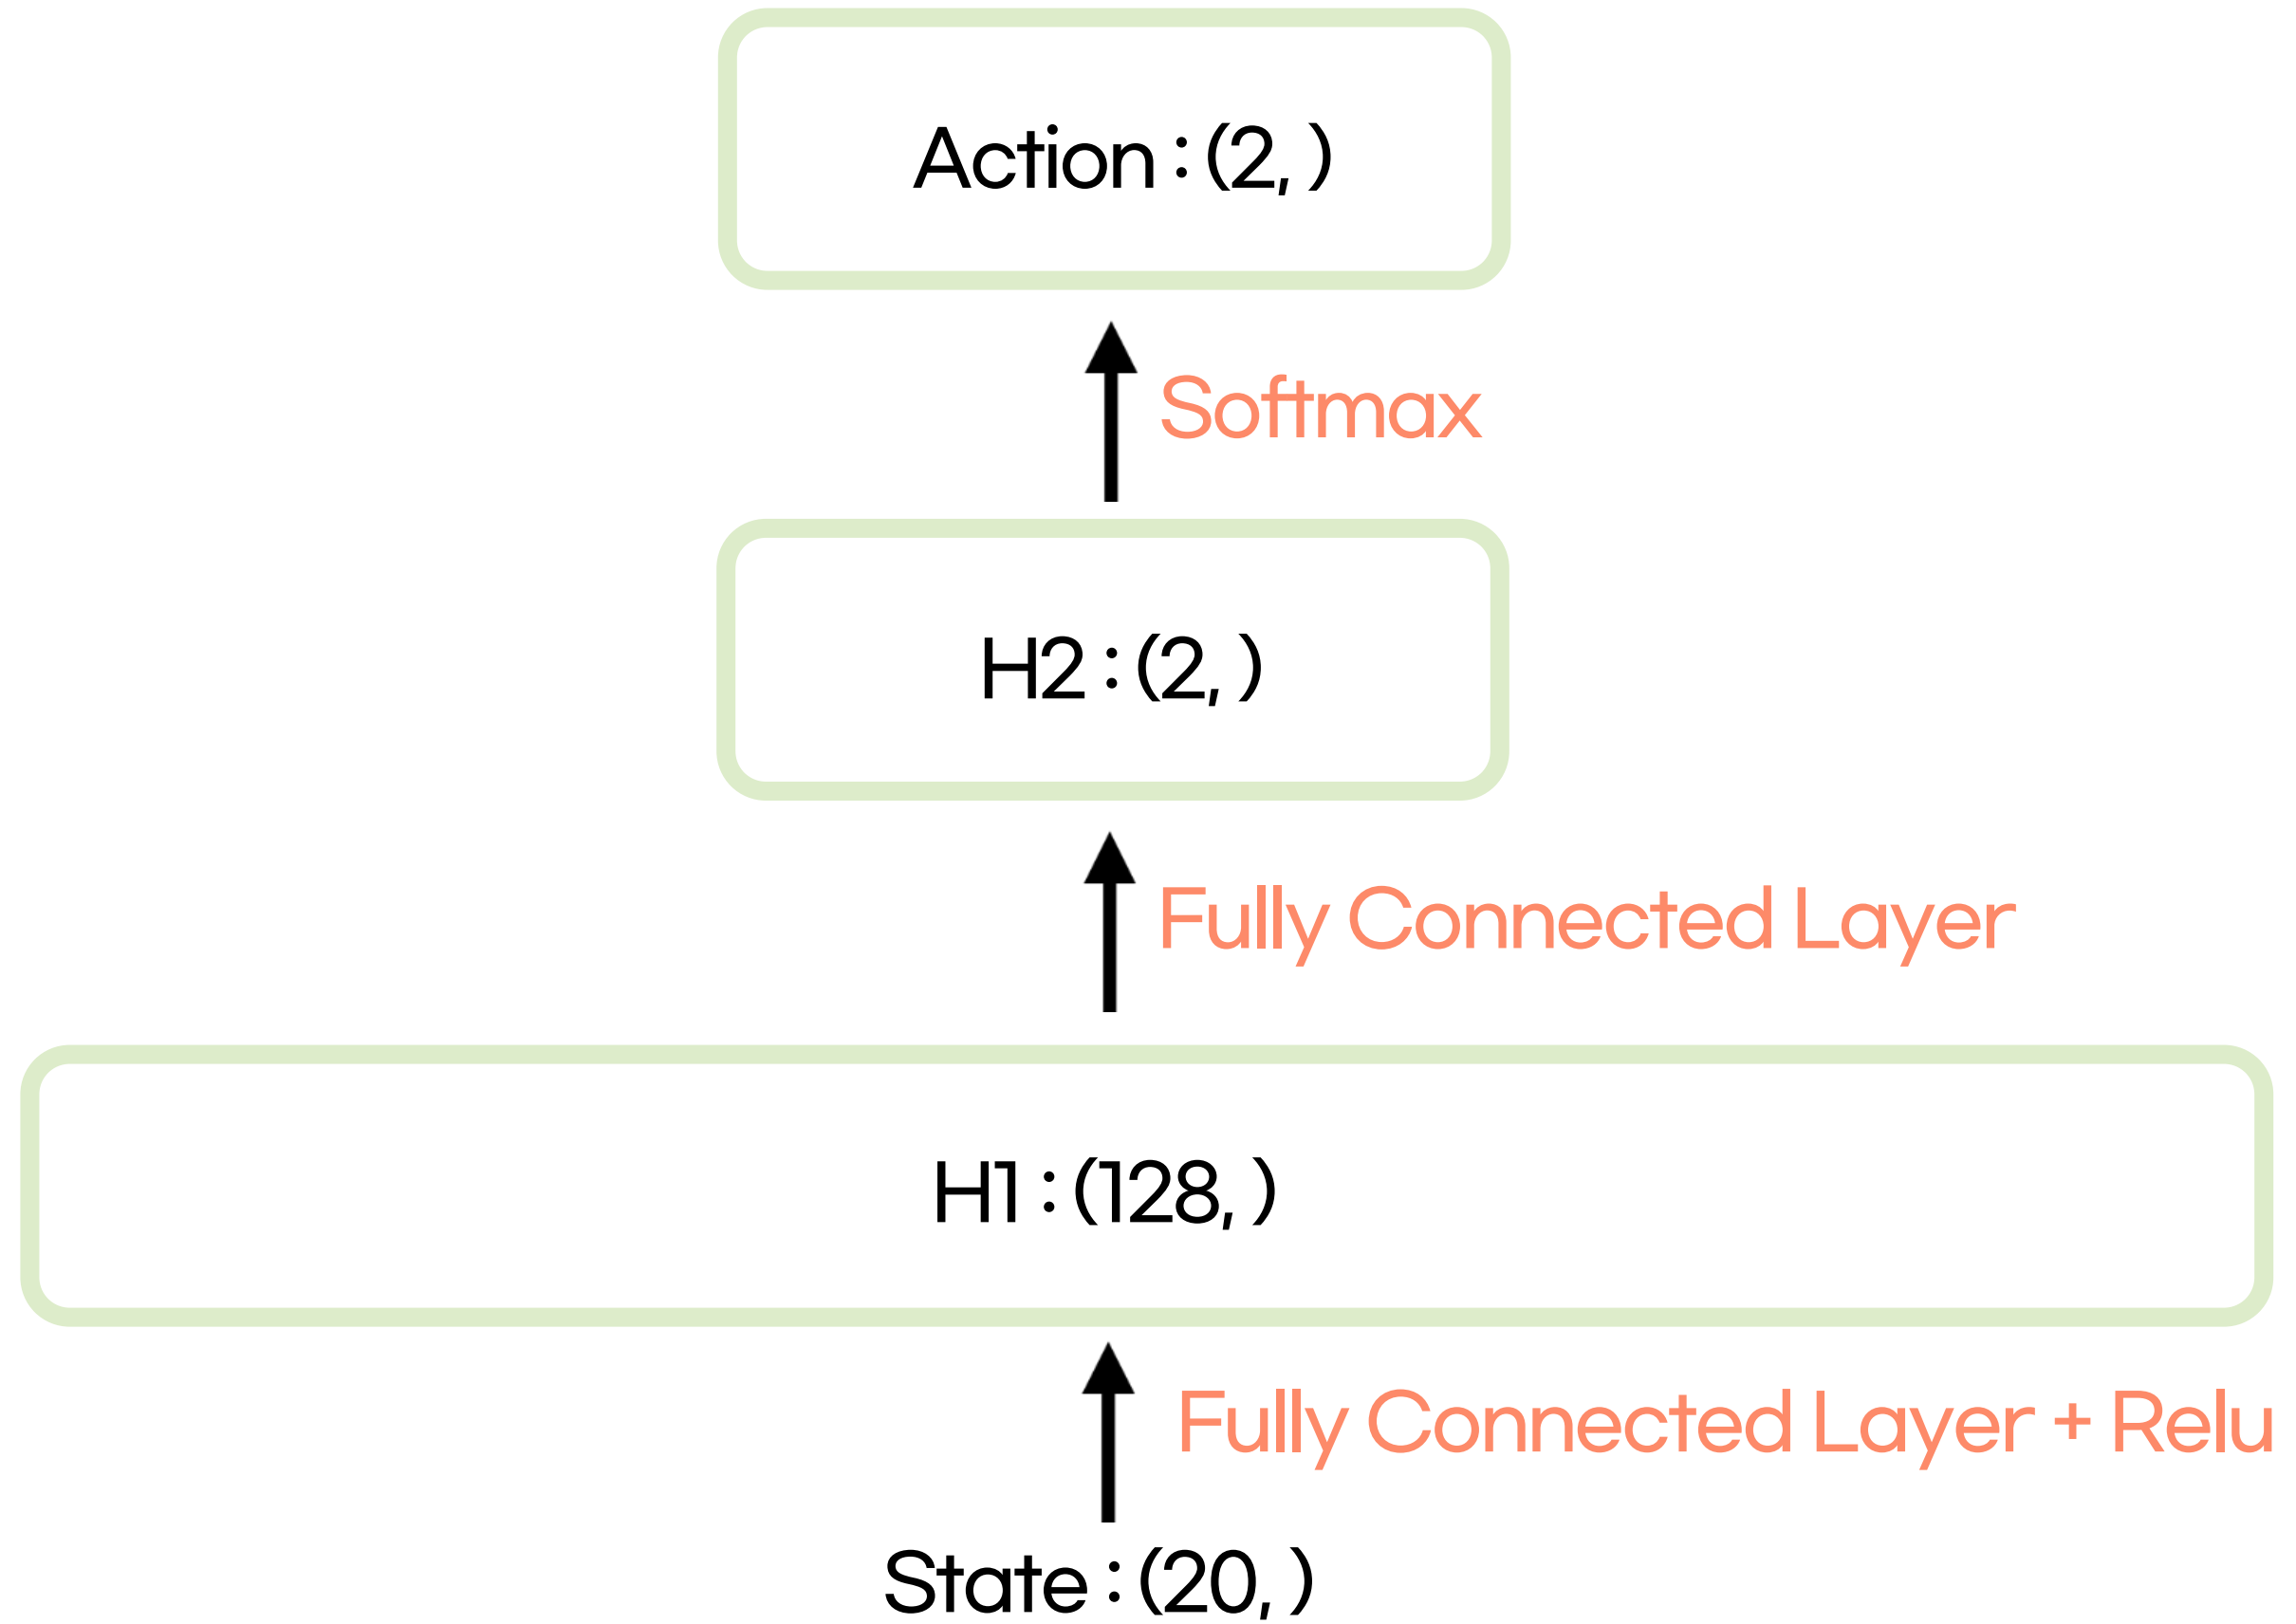 Action : (2, )
Softmax
H2 : (2, )
Fully Connected Layer
H1 : (128, )
Fully Connected Layer + Relu
State : (20, )